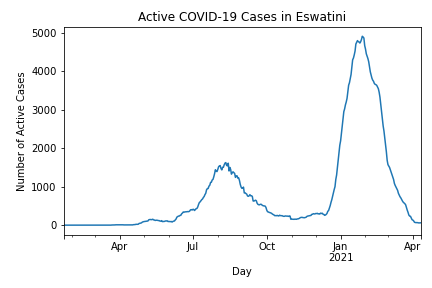 Active COVID-19 Cases in Eswatini
Number of Active Cases
5000
4000
3000
2000
1000
0
Apr
Jul
Oct
Jan
2021
Apr
Day